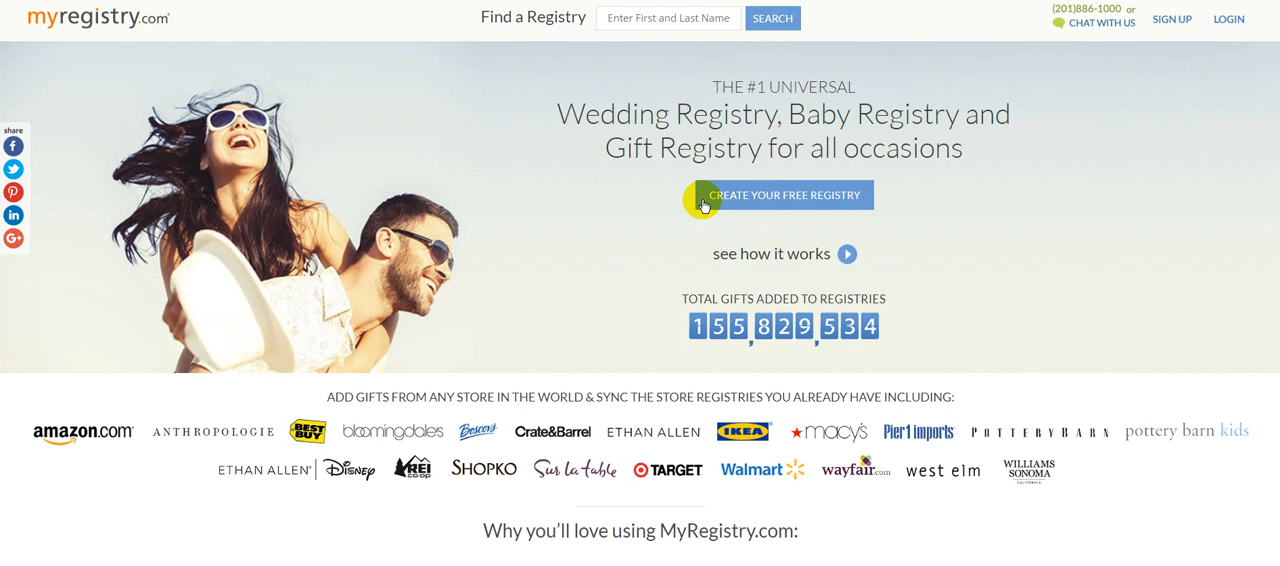 myregistry.com
Find a Registry
Enter First and Last Name
SEARCH
(201)886-1000 or
CHAT WITH US
SIGN UP
LOGIN
share
THE #1 UNIVERSAL
Wedding Registry, Baby Registry and
Gift Registry for all occasions
CREATE YOUR FREE REGISTRY
see how it works
TOTAL GIFTS ADDED TO REGISTRIES
155,829,534
ADD GIFTS FROM ANY STORE IN THE WORLD & SYNC THE STORE REGISTRIES YOU ALREADY HAVE INCLUDING:
amazon.com ANTHROPOLOGIE BEST BUY bloomingdale's Boscov's Crate&Barrel ETHAN ALLEN IKEA macy's Pier 1 imports POTTERY BARN pottery barn kids
ETHAN ALLEN | Disney REI CO-OP SHOPKO Sur la table TARGET Walmart wayfair.com west elm WILLIAMS SONOMA CALIFORNIA
Why you'll love using MyRegistry.com: